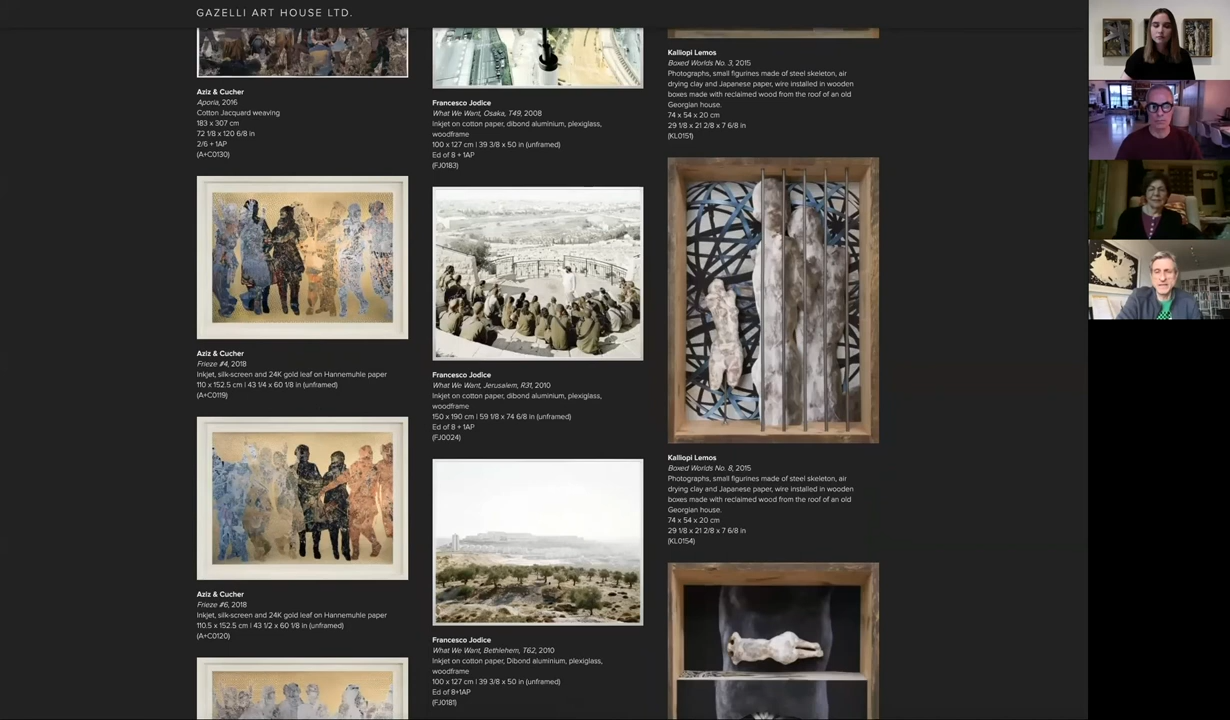 GAZELLI ART HOUSE LTD.
Aziz & Cucher
Aporia, 2016
Cotton Jacquard weaving
183 x 307 cm
72 1/8 x 120 6/8 in
2/6 + 1AP
(A+C0130)
Aziz & Cucher
Frieze #4, 2018
Inkjet, silk-screen and 24K gold leaf on Hannemuhle paper
110 x 152.5 cm | 43 1/4 x 60 1/8 in (unframed)
(A+C0119)
Aziz & Cucher
Frieze #6, 2018
Inkjet, silk-screen and 24K gold leaf on Hannemuhle paper
110.5 x 152.5 cm | 43 1/2 x 60 1/8 in (unframed)
(A+C0120)
Francesco Jodice
What We Want, Osaka, T49, 2008
Inkjet on cotton paper, dibond aluminium, plexiglass,
woodframe
100 x 127 cm | 39 3/8 x 50 in (unframed)
Ed of 8 + 1AP
(FJ0183)
Francesco Jodice
What We Want, Jerusalem, R31, 2010
Inkjet on cotton paper, dibond aluminium, plexiglass,
woodframe
150 x 190 cm | 59 1/8 x 74 6/8 in (unframed)
Ed of 8 + 1AP
(FJ0024)
Francesco Jodice
What We Want, Bethlehem, T62, 2010
Inkjet on cotton paper, Dibond aluminium, plexiglass,
woodframe
100 x 127 cm | 39 3/8 x 50 in (unframed)
Ed of 8+1AP
(FJ0181)
Kalliopi Lemos
Boxed Worlds No. 3, 2015
Photographs, small figurines made of steel skeleton, air
drying clay and Japanese paper, wire installed in wooden
boxes made with reclaimed wood from the roof of an old
Georgian house.
74 x 54 x 20 cm
29 1/8 x 21 2/8 x 7 6/8 in
(KL0151)
Kalliopi Lemos
Boxed Worlds No. 8, 2015
Photographs, small figurines made of steel skeleton, air
drying clay and Japanese paper, wire installed in wooden
boxes made with reclaimed wood from the roof of an old
Georgian house.
74 x 54 x 20 cm
29 1/8 x 21 2/8 x 7 6/8 in
(KL0154)